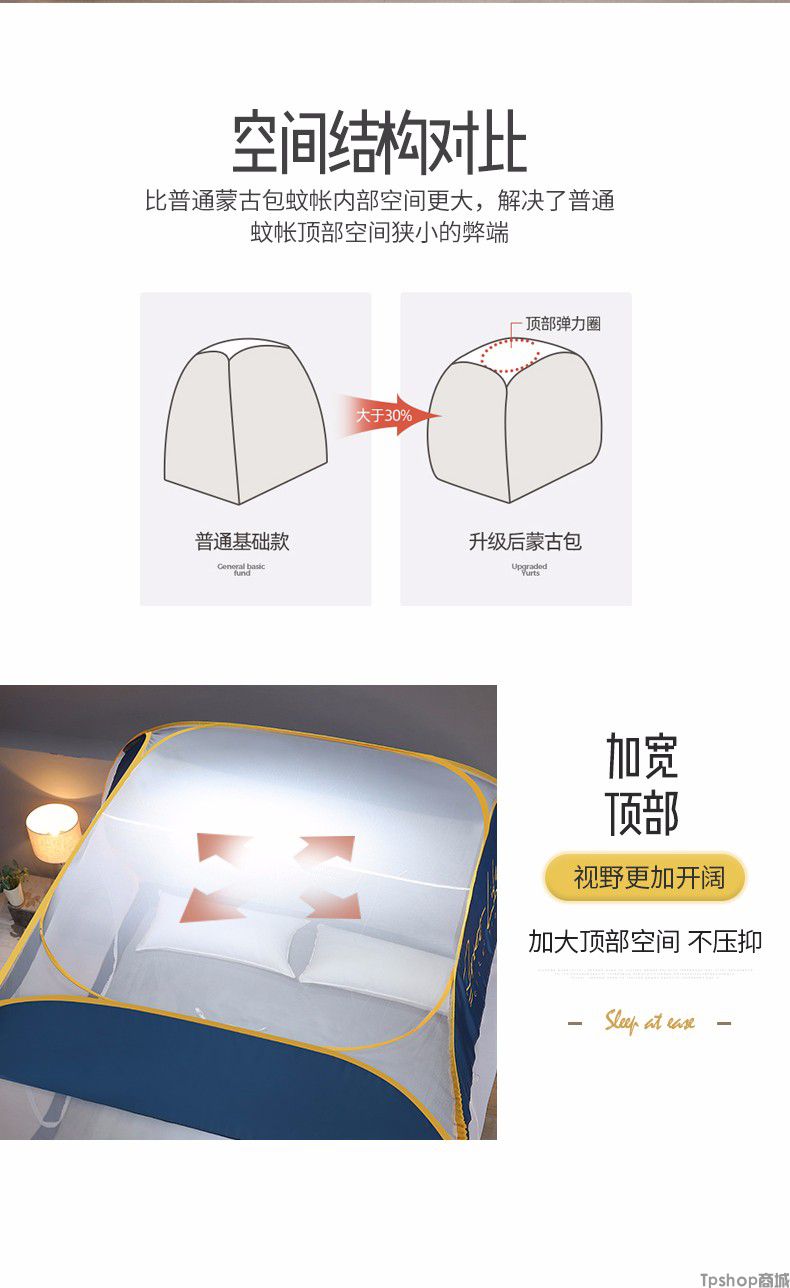 空间结构对比
比普通蒙古包蚊帐内部空间更大，解决了普通
蚊帐顶部空间狭小的弊端
顶部弹力圈
大于30%
普通基础款
General basic
fund
升级后蒙古包
Upgraded
Yurts
加宽
顶部
视野更加开阔
加大顶部空间 不压抑
Sleep at ease
Tpshop商城